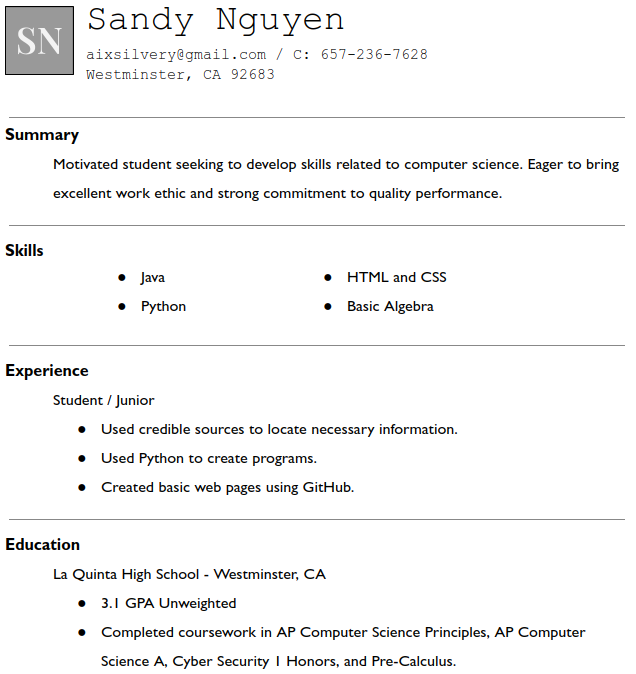 SN
Sandy Nguyen
aixsilvery@gmail.com / C: 657-236-7628
Westminster, CA 92683
Summary
Motivated student seeking to develop skills related to computer science. Eager to bring
excellent work ethic and strong commitment to quality performance.
Skills
● Java
● HTML and CSS
● Python
● Basic Algebra
Experience
Student / Junior
● Used credible sources to locate necessary information.
● Used Python to create programs.
● Created basic web pages using GitHub.
Education
La Quinta High School - Westminster, CA
● 3.1 GPA Unweighted
● Completed coursework in AP Computer Science Principles, AP Computer
Science A, Cyber Security 1 Honors, and Pre-Calculus.